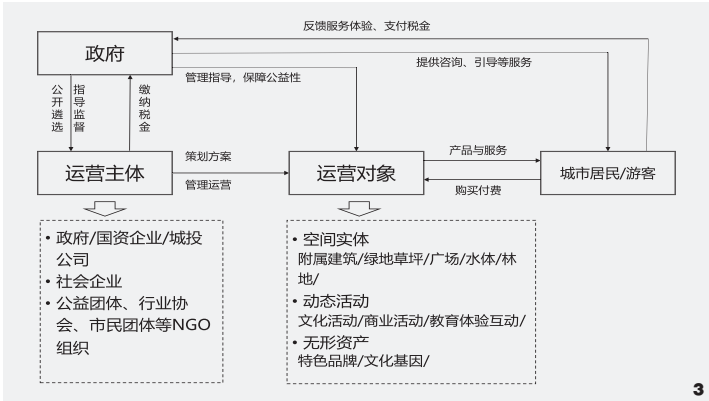 反馈服务体验、支付税金
政府
提供咨询、引导等服务
管理指导，保障公益性
公开遴选
指导监督
缴纳税金
运营主体
策划方案
管理运营
运营对象
产品与服务
购买付费
城市居民/游客
• 政府/国资企业/城投
公司
• 社会企业
• 公益团体、行业协
会、市民团体等NGO
组织
• 空间实体
附属建筑/绿地草坪/广场/水体/林
地/
• 动态活动
文化活动/商业活动/教育体验互动/
• 无形资产
特色品牌/文化基因/
3